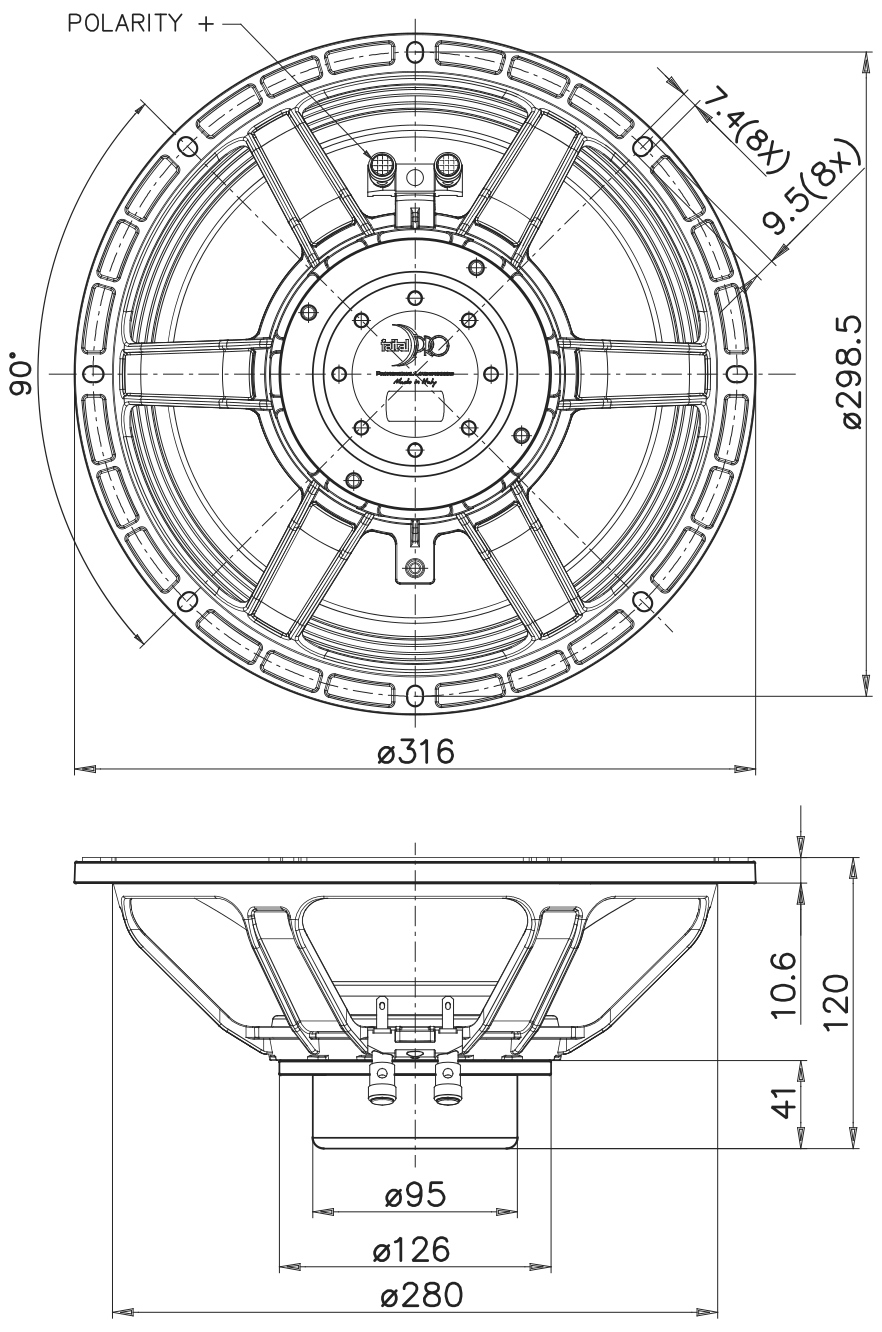 POLARITY +
7.4(8X)
9.5(8x)
90°
ø298.5
faital PRO
PROFESSIONAL LOUDSPEAKERS
Made in Italy
ø316
10.6
120
41
ø95
ø126
ø280